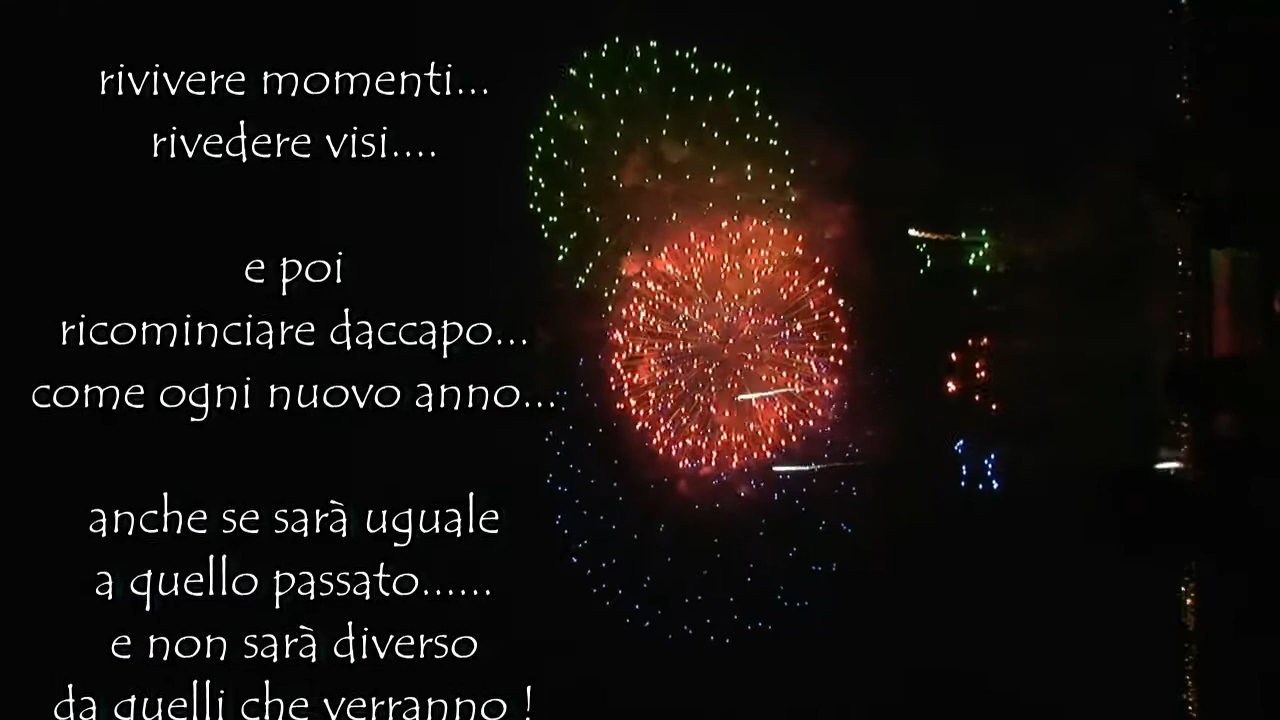 rivivere momenti...
rivedere visi....
e poi
ricominciare daccapo...
come ogni nuovo anno...
anche se sarà uguale
a quello passato......
e non sarà diverso
da quelli che verranno !